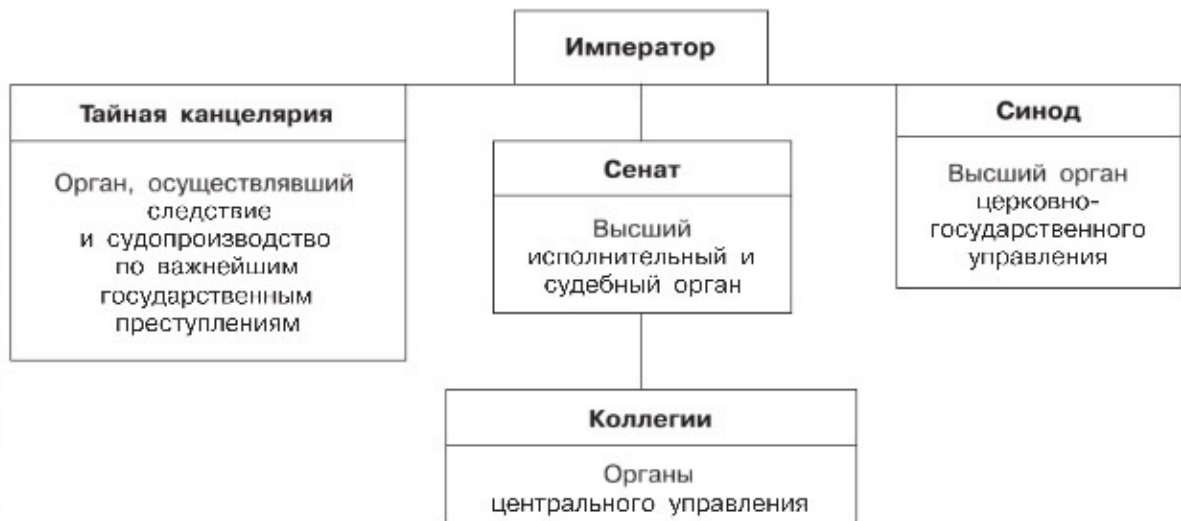 Император
Тайная канцелярия
Орган, осуществлявший
следствие
и судопроизводство
по важнейшим
государственным
преступлениям
Сенат
Высший
исполнительный и
судебный орган
Синод
Высший орган
церковно-
государственного
управления
Коллегии
Органы
центрального управления